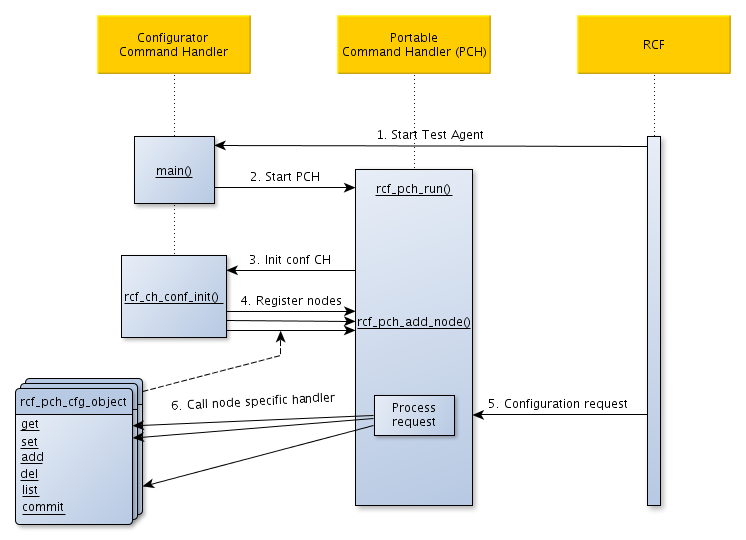 Configurator
Command Handler
Portable
Command Handler (PCH)
RCF
1. Start Test Agent
main()
2. Start PCH
rcf_pch_run()
3. Init conf CH
rcf_ch_conf_init()
4. Register nodes
rcf_pch_add_node()
rcf_pch_cfg_object
get
set
add
del
list
commit
6. Call node specific handler
Process
request
5. Configuration request